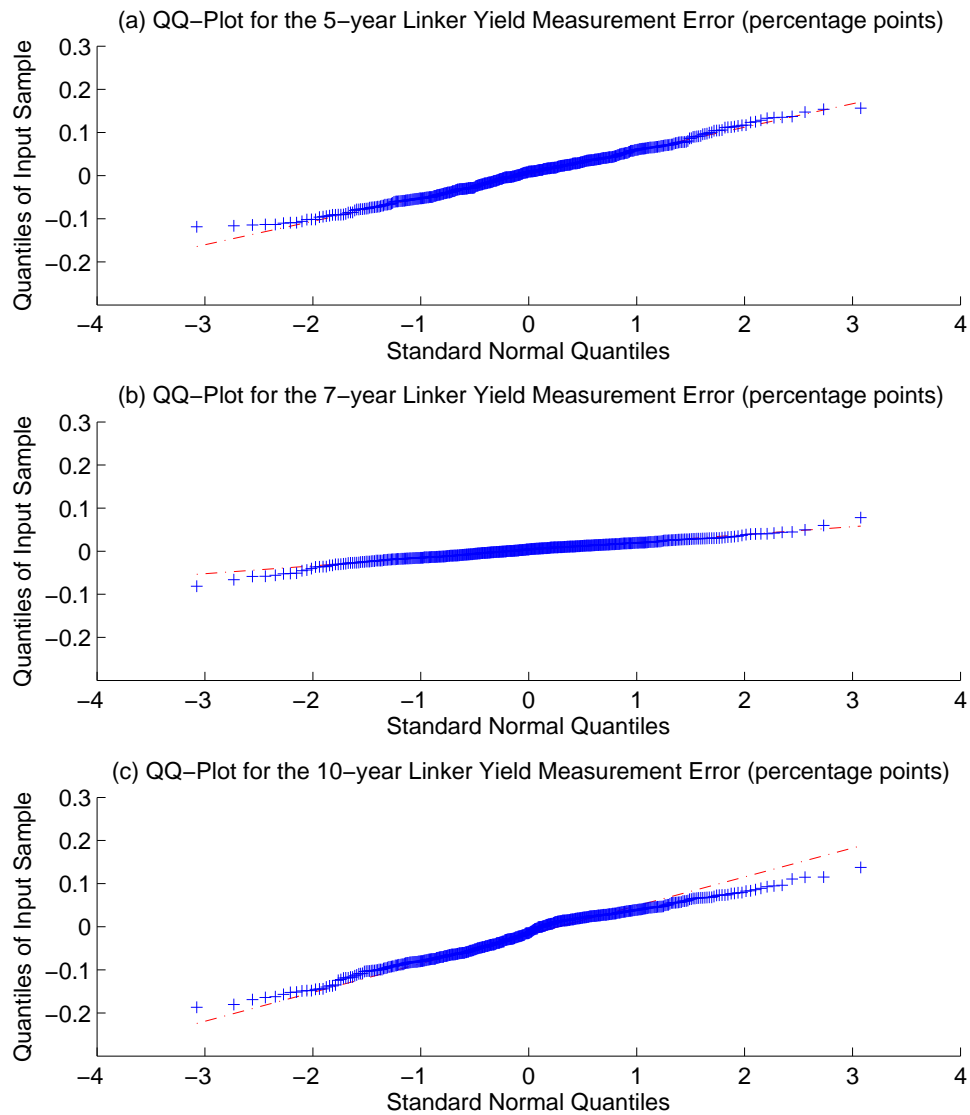 (a) QQ−Plot for the 5−year Linker Yield Measurement Error (percentage points)
Quantiles of Input Sample
0.3
0.2
0.1
0
−0.1
−0.2
−4 −3 −2 −1 0 1 2 3 4
Standard Normal Quantiles
(b) QQ−Plot for the 7−year Linker Yield Measurement Error (percentage points)
Quantiles of Input Sample
0.3
0.2
0.1
0
−0.1
−0.2
−4 −3 −2 −1 0 1 2 3 4
Standard Normal Quantiles
(c) QQ−Plot for the 10−year Linker Yield Measurement Error (percentage points)
Quantiles of Input Sample
0.3
0.2
0.1
0
−0.1
−0.2
−4 −3 −2 −1 0 1 2 3 4
Standard Normal Quantiles